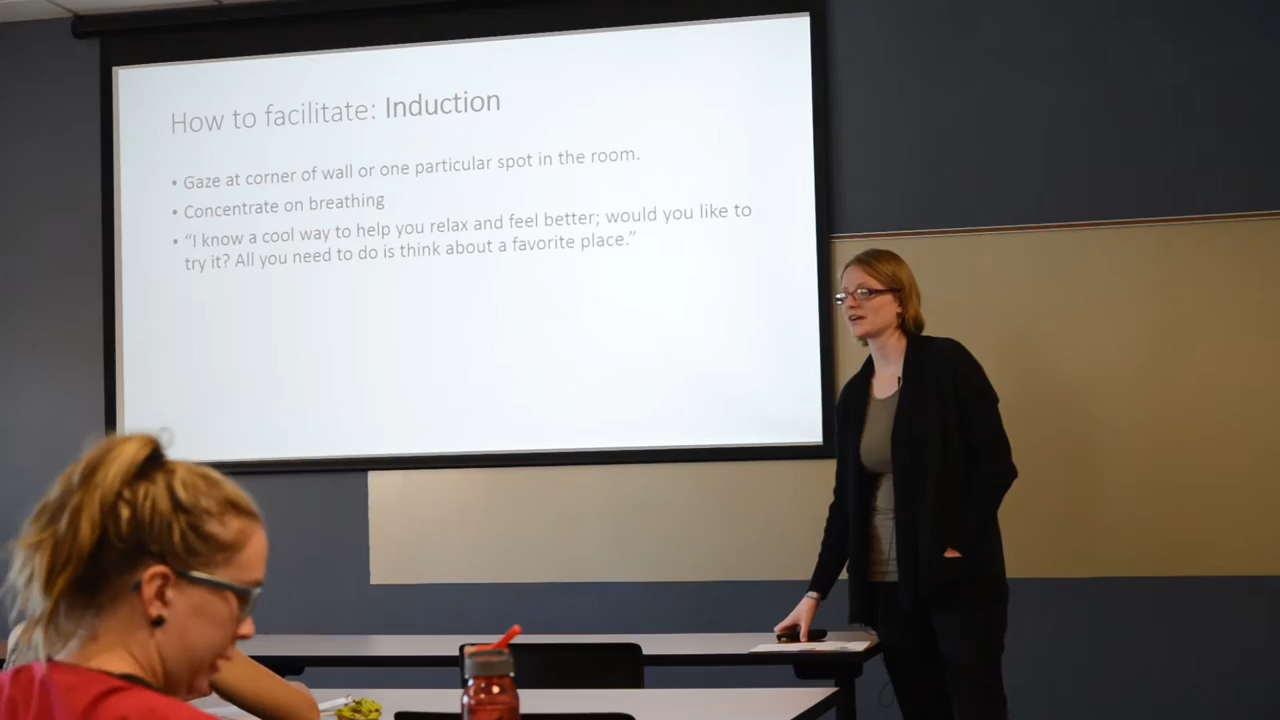 How to facilitate: Induction
• Gaze at corner of wall or one particular spot in the room.
• Concentrate on breathing
• “I know a cool way to help you relax and feel better; would you like to
try it? All you need to do is think about a favorite place.”